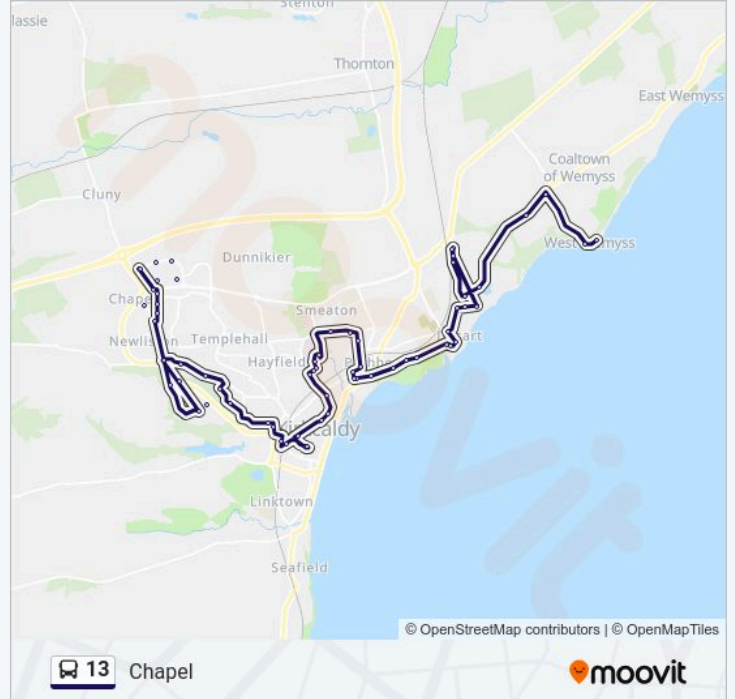 Stenton
lassie
Thornton
East Wemyss
Coaltown
of Wemyss
Cluny
West Wemyss
Dunnikier
Chapel
Smeaton
Newliston
Templehall
Hayfield
Kirkcaldy
Linktown
Seafield
© OpenStreetMap contributors | © OpenMapTiles
13 Chapel
moovit